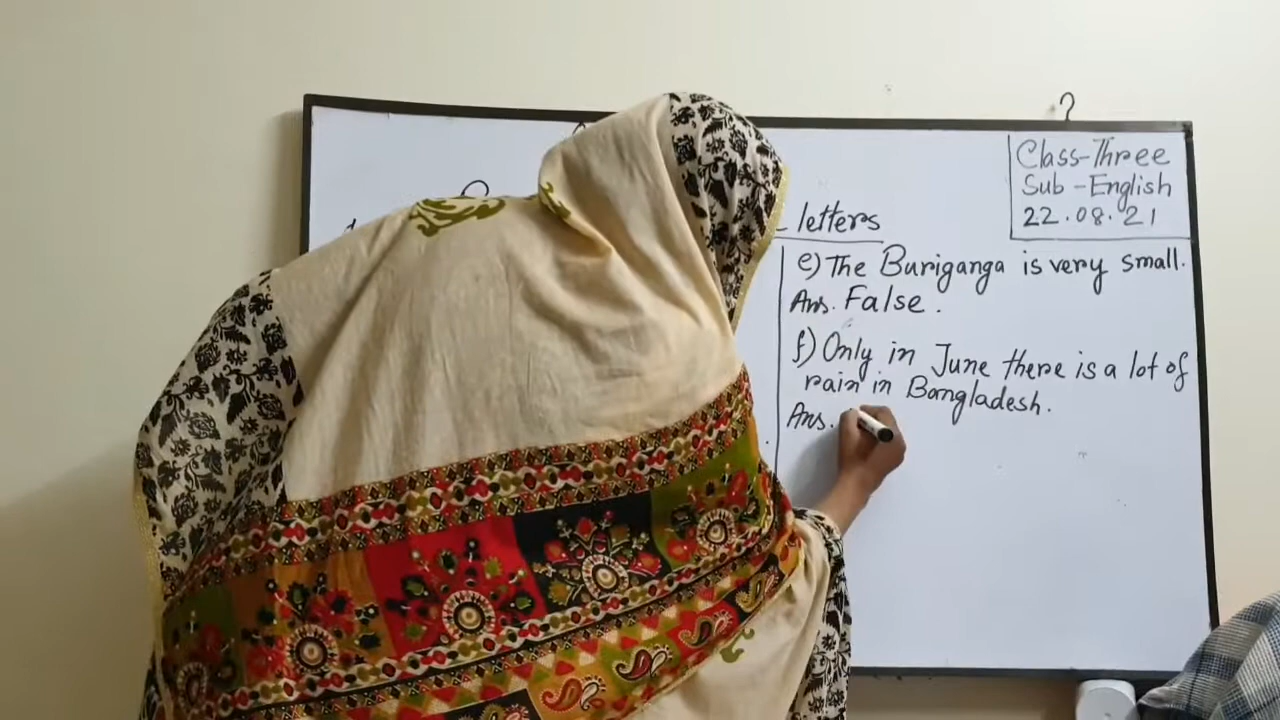 letters
Class-Three
Sub-English
22.08.21
e) The Buriganga is very small.
Ans. False.
f) Only in June there is a lot of
rain in Bangladesh.
Ans.